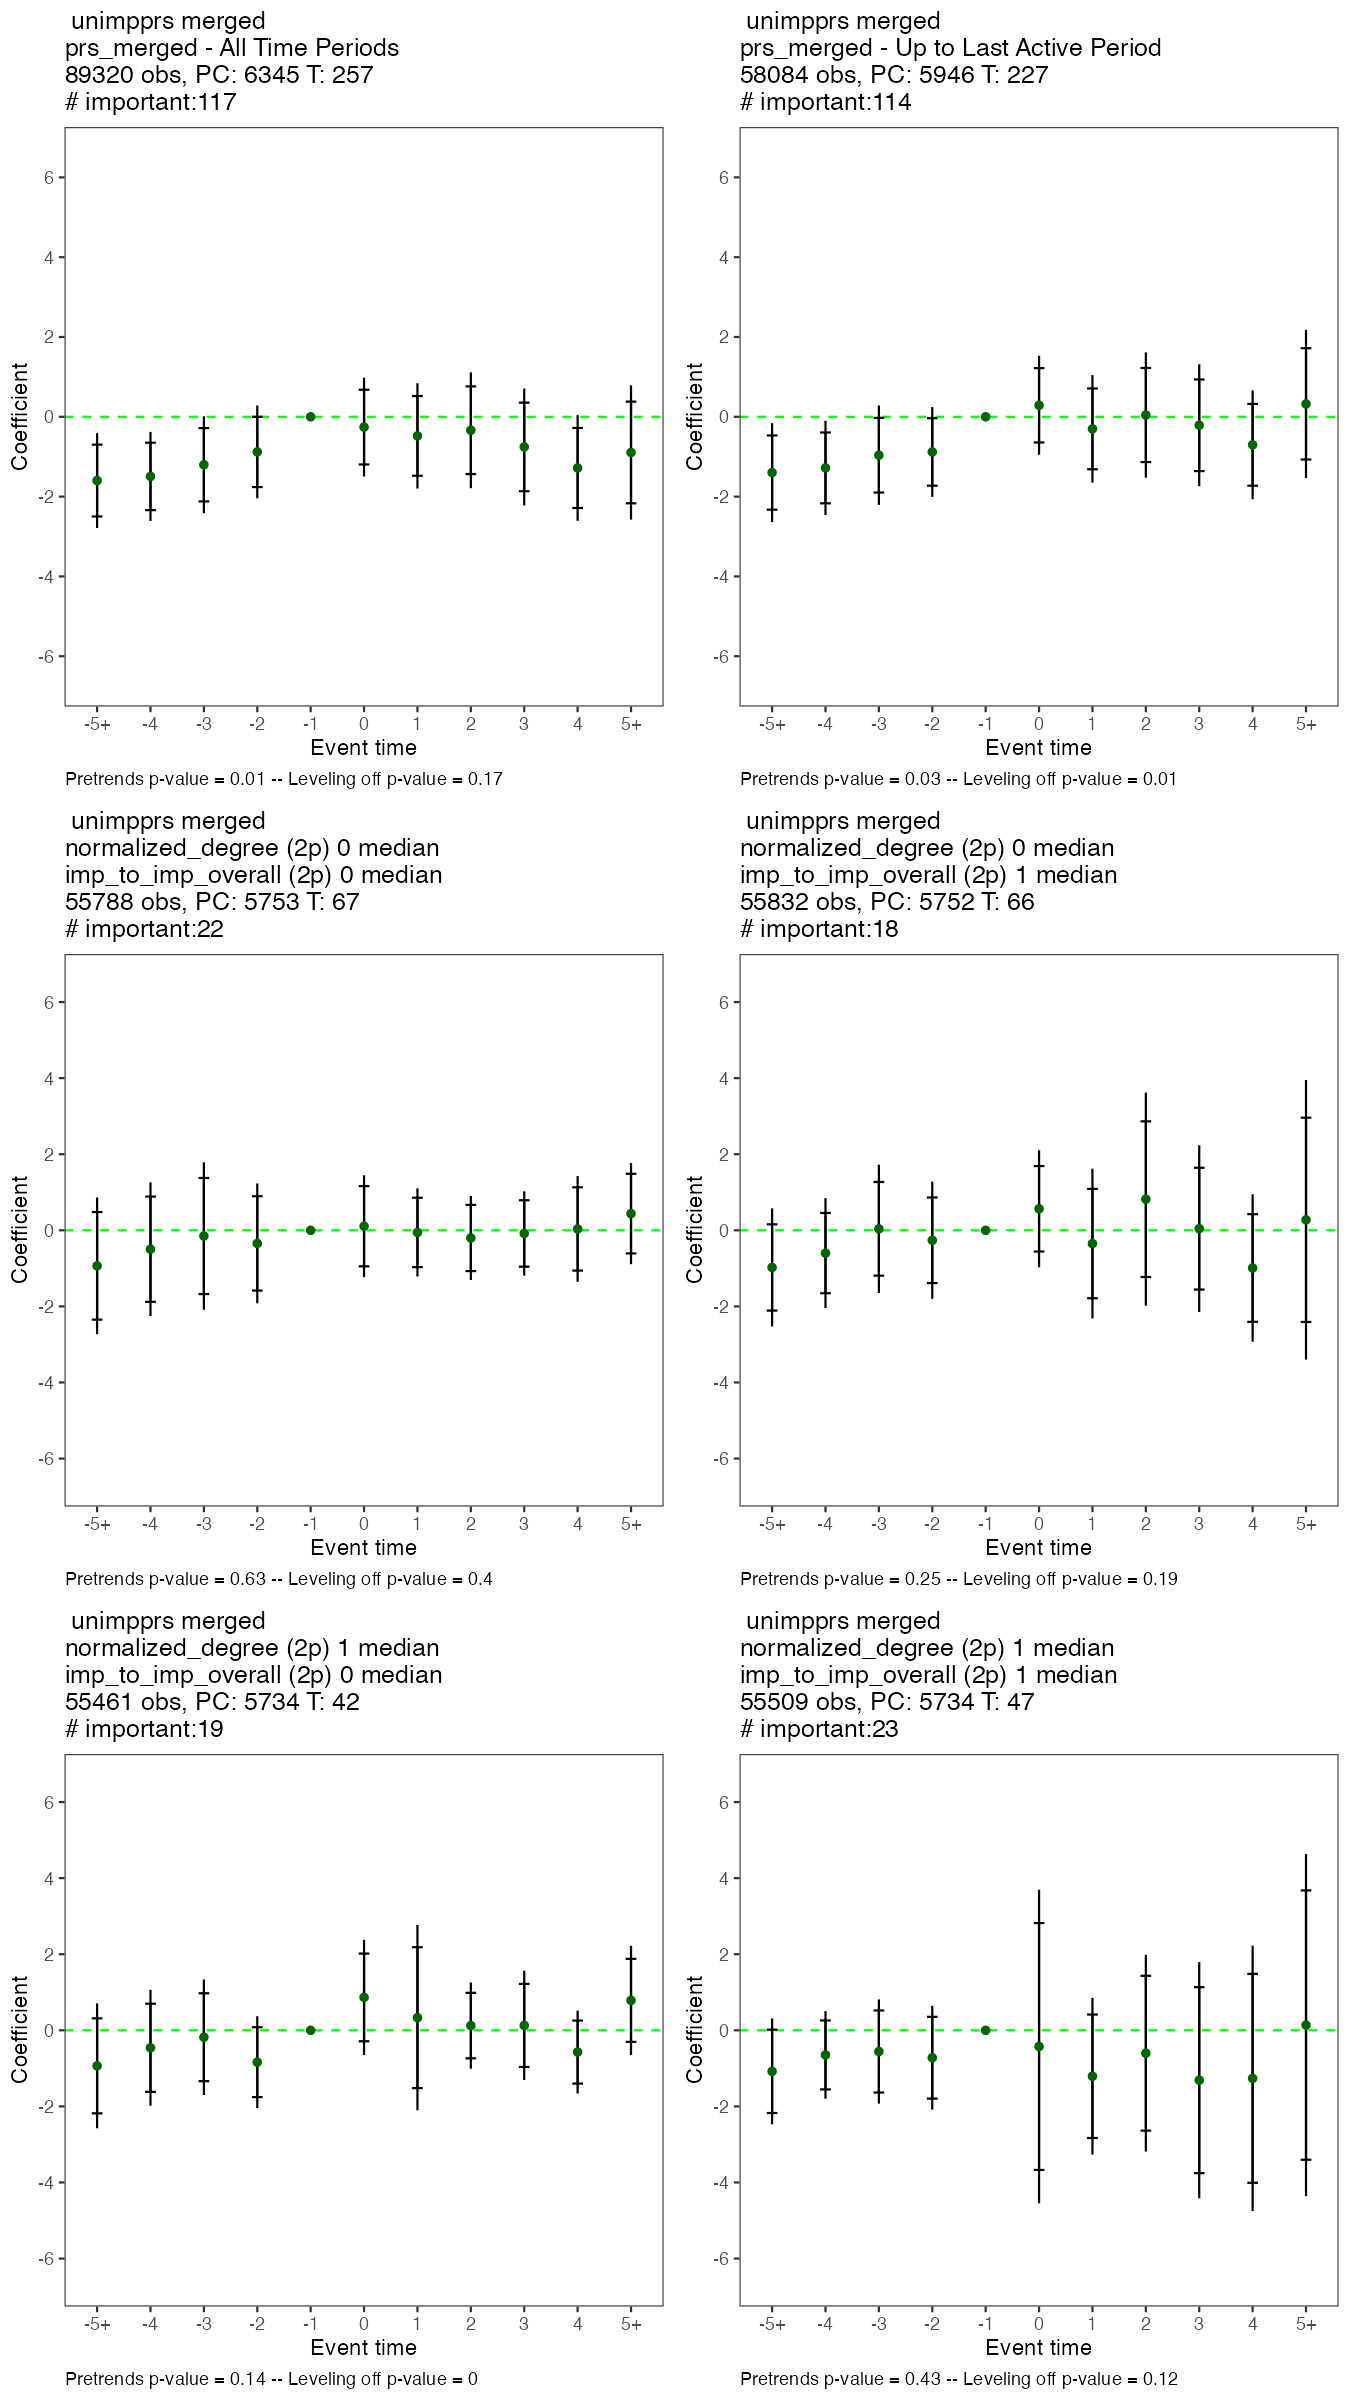 unimpprs merged
prs_merged - All Time Periods
89320 obs, PC: 6345 T: 257
# important:117
6
4
2
0
-2
-4
-6
Coefficient
-5+ -4 -3 -2 -1 0 1 2 3 4 5+
Event time
Pretrends p-value = 0.01 -- Leveling off p-value = 0.17
unimpprs merged
prs_merged - Up to Last Active Period
58084 obs, PC: 5946 T: 227
# important:114
6
4
2
0
-2
-4
-6
Coefficient
-5+ -4 -3 -2 -1 0 1 2 3 4 5+
Event time
Pretrends p-value = 0.03 -- Leveling off p-value = 0.01
unimpprs merged
normalized_degree (2p) 0 median
imp_to_imp_overall (2p) 0 median
55788 obs, PC: 5753 T: 67
# important:22
6
4
2
0
-2
-4
-6
Coefficient
-5+ -4 -3 -2 -1 0 1 2 3 4 5+
Event time
Pretrends p-value = 0.63 -- Leveling off p-value = 0.4
unimpprs merged
normalized_degree (2p) 0 median
imp_to_imp_overall (2p) 1 median
55832 obs, PC: 5752 T: 66
# important:18
6
4
2
0
-2
-4
-6
Coefficient
-5+ -4 -3 -2 -1 0 1 2 3 4 5+
Event time
Pretrends p-value = 0.25 -- Leveling off p-value = 0.19
unimpprs merged
normalized_degree (2p) 1 median
imp_to_imp_overall (2p) 0 median
55461 obs, PC: 5734 T: 42
# important:19
6
4
2
0
-2
-4
-6
Coefficient
-5+ -4 -3 -2 -1 0 1 2 3 4 5+
Event time
Pretrends p-value = 0.14 -- Leveling off p-value = 0
unimpprs merged
normalized_degree (2p) 1 median
imp_to_imp_overall (2p) 1 median
55509 obs, PC: 5734 T: 47
# important:23
6
4
2
0
-2
-4
-6
Coefficient
-5+ -4 -3 -2 -1 0 1 2 3 4 5+
Event time
Pretrends p-value = 0.43 -- Leveling off p-value = 0.12